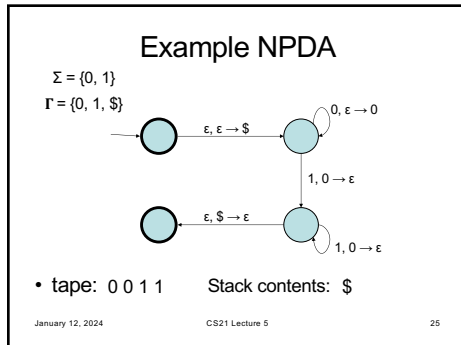 Example NPDA
Σ = {0, 1}
Γ = {0, 1, $}
ε, ε → $
0, ε → 0
1, 0 → ε
ε, $ → ε
1, 0 → ε
• tape: 0 0 1 1 Stack contents: $
January 12, 2024 CS21 Lecture 5 25